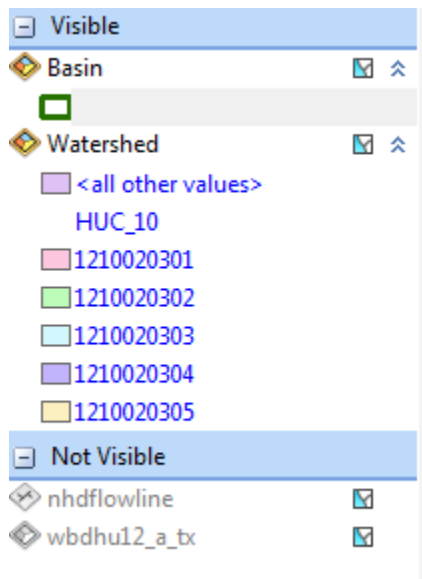 Visible
Basin
Watershed
<all other values>
HUC_10
1210020301
1210020302
1210020303
1210020304
1210020305
Not Visible
nhdflowline
wbdhu12_a_tx